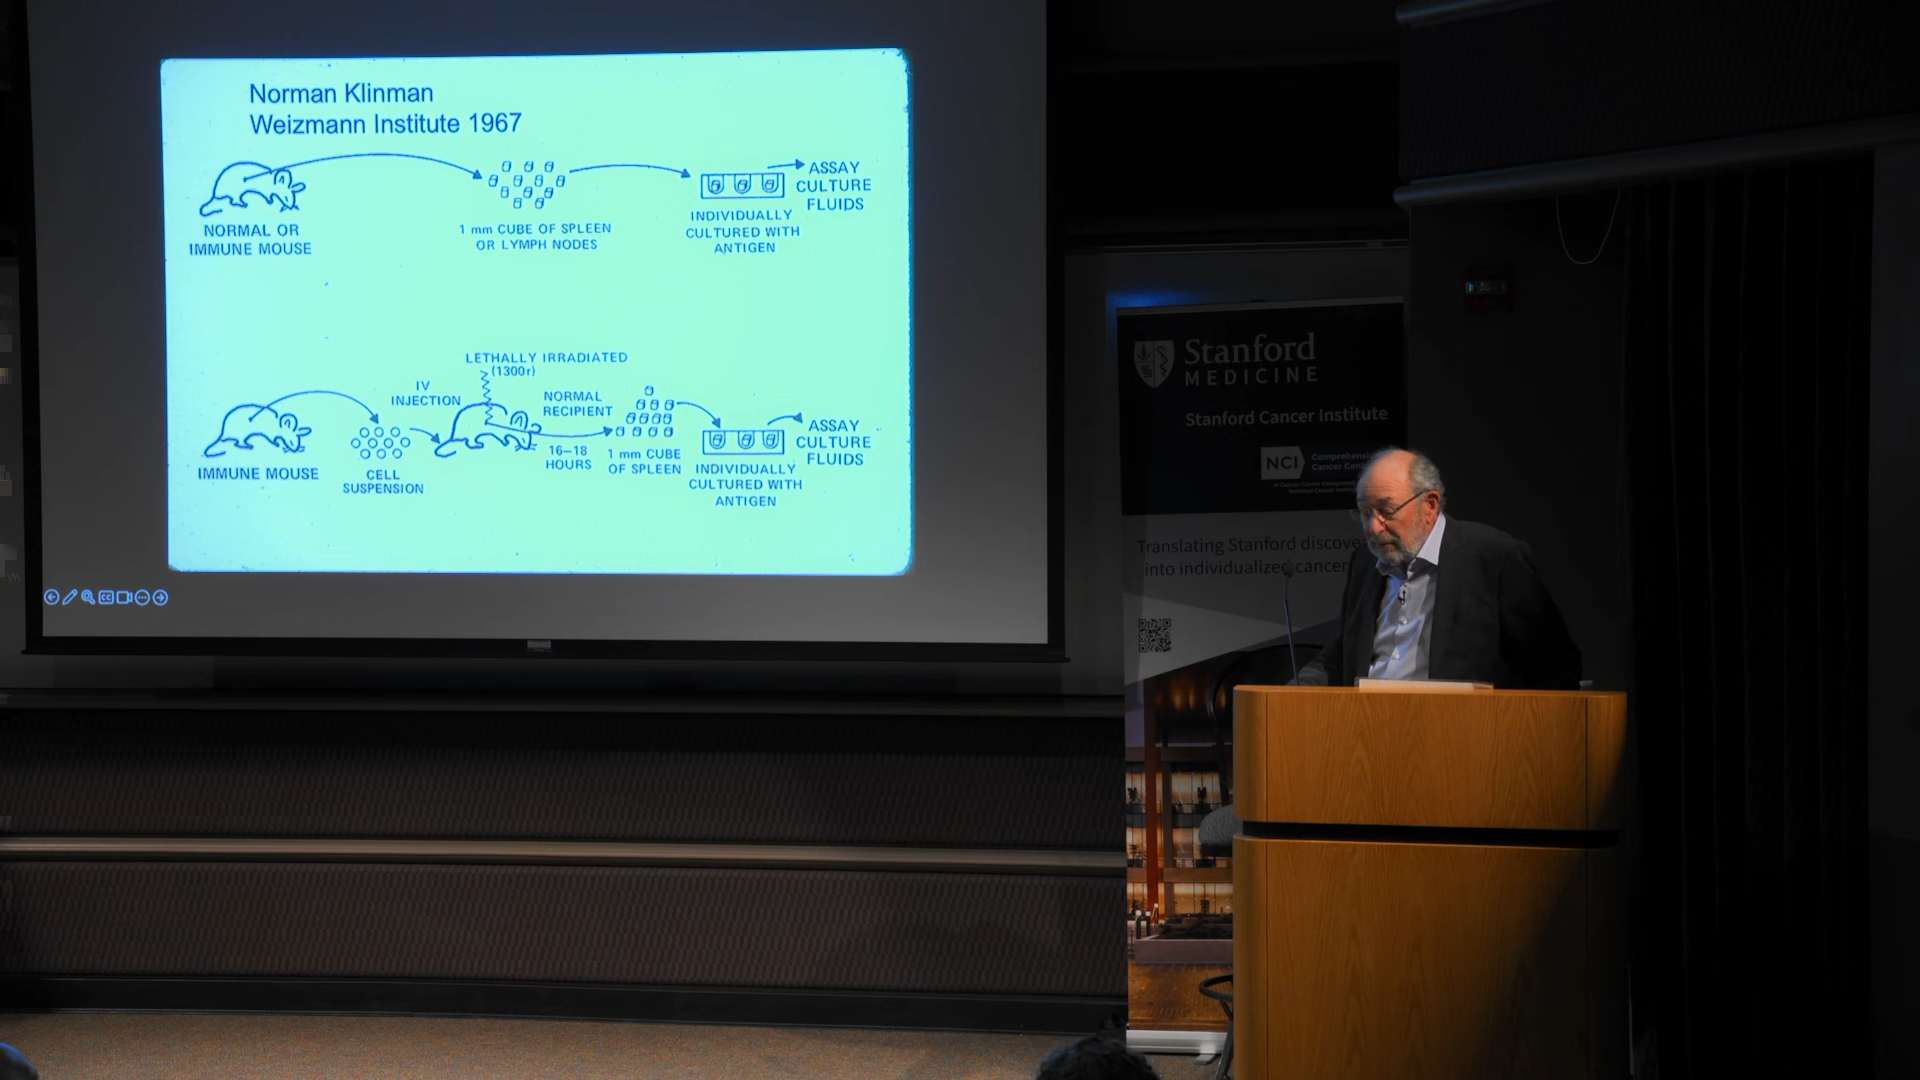 Norman Klinman
Weizmann Institute 1967
NORMAL OR
IMMUNE MOUSE
1 mm CUBE OF SPLEEN
OR LYMPH NODES
INDIVIDUALLY
CULTURED WITH
ANTIGEN
ASSAY
CULTURE
FLUIDS
LETHALLY IRRADIATED
(1300r)
IV
INJECTION
NORMAL
RECIPIENT
IMMUNE MOUSE
CELL
SUSPENSION
16–18
HOURS
1 mm CUBE
OF SPLEEN
INDIVIDUALLY
CULTURED WITH
ANTIGEN
ASSAY
CULTURE
FLUIDS
CC
Stanford
MEDICINE
Stanford Cancer Institute
NCI
Cancer
Translating Stanford
into individualized cancer